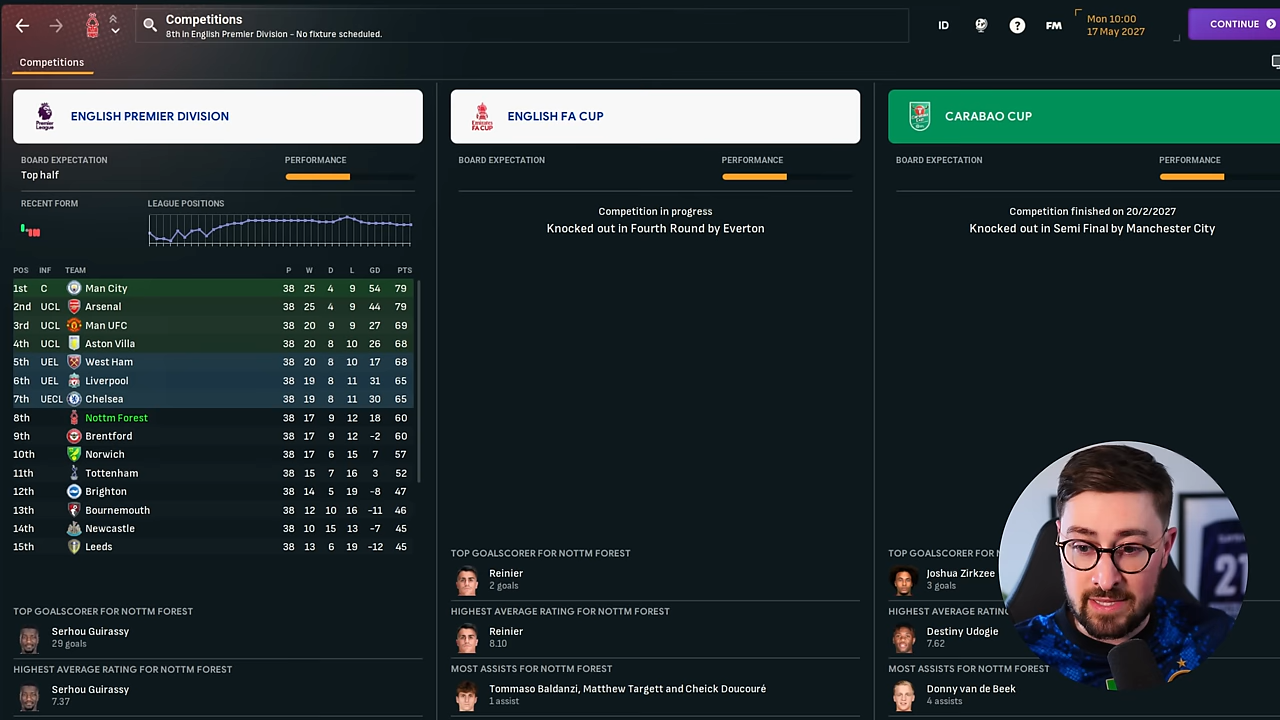 Competitions
8th in English Premier Division - No fixture scheduled.
ID
?
FM
Mon 10:00
17 May 2027
CONTINUE
Competitions
Premier League
ENGLISH PREMIER DIVISION
BOARD EXPECTATION
PERFORMANCE
Top half
RECENT FORM
LEAGUE POSITIONS
POS INF TEAM P W D L GD PTS
1st C Man City 38 25 4 9 54 79
2nd UCL Arsenal 38 25 4 9 44 79
3rd UCL Man UFC 38 20 9 9 27 69
4th UCL Aston Villa 38 20 8 10 26 68
5th UEL West Ham 38 20 8 10 17 68
6th UEL Liverpool 38 19 8 11 31 65
7th UECL Chelsea 38 19 8 11 30 65
8th Nottm Forest 38 17 9 12 18 60
9th Brentford 38 17 9 12 -2 60
10th Norwich 38 17 6 15 7 57
11th Tottenham 38 15 7 16 3 52
12th Brighton 38 14 5 19 -8 47
13th Bournemouth 38 12 10 16 -11 46
14th Newcastle 38 10 15 13 -7 45
15th Leeds 38 13 6 19 -12 45
TOP GOALSCORER FOR NOTTM FOREST
Serhou Guirassy
29 goals
HIGHEST AVERAGE RATING FOR NOTTM FOREST
Serhou Guirassy
7.37
Emirates
FA CUP
ENGLISH FA CUP
BOARD EXPECTATION
PERFORMANCE
Competition in progress
Knocked out in Fourth Round by Everton
TOP GOALSCORER FOR NOTTM FOREST
Reinier
2 goals
HIGHEST AVERAGE RATING FOR NOTTM FOREST
Reinier
8.10
MOST ASSISTS FOR NOTTM FOREST
Tommaso Baldanzi, Matthew Targett and Cheick Doucouré
1 assist
CARABAO CUP
BOARD EXPECTATION
PERFORMANCE
Competition finished on 20/2/2027
Knocked out in Semi Final by Manchester City
TOP GOALSCORER FOR N
Joshua Zirkzee
3 goals
HIGHEST AVERAGE RATING
Destiny Udogie
7.62
MOST ASSISTS FOR NOTTM FOREST
Donny van de Beek
4 assists
21